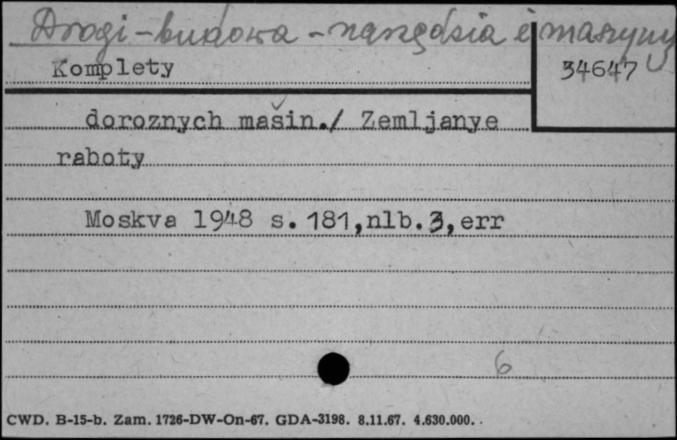 Drogi - budowa - narzędzia i maszyny
Komplety
34647
doroznych mašin./ Zemljanye
raboty
Moskva 1948 s. 181,nlb.3,err
6
CWD. B-15-b. Zam. 1726-DW-On-67. GDA-3198. 8.11.67. 4.630.000.